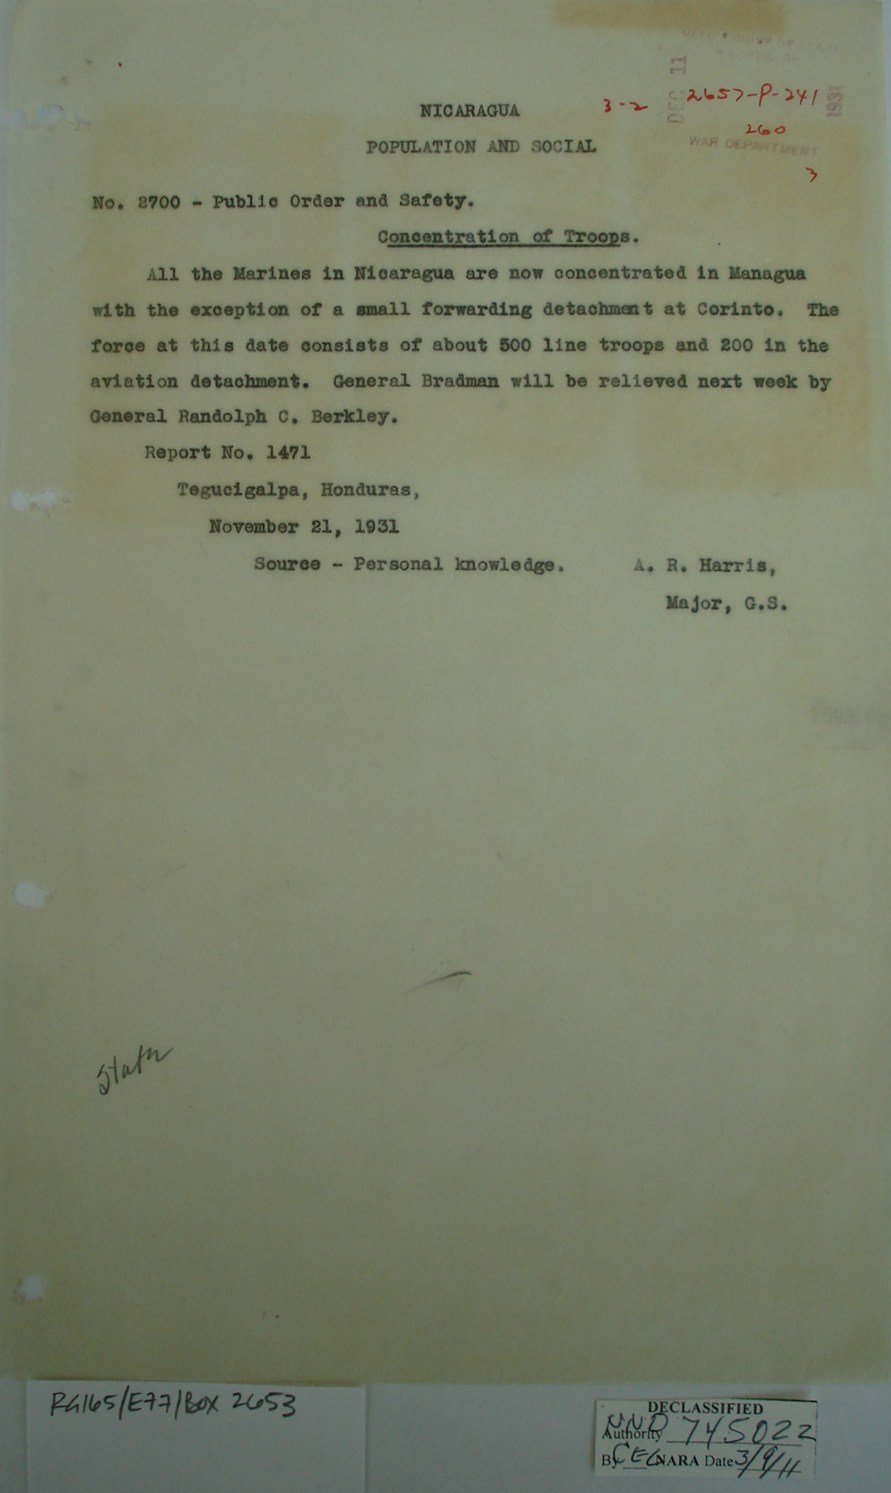 NICARAGUA
3-2
DEC 11
2657-P-241
1931
260
POPULATION AND SOCIAL
WAR DEPARTMENT
3
No. 2700 - Public Order and Safety.
Concentration of Troops.
All the Marines in Nicaragua are now concentrated in Managua
with the exception of a small forwarding detachment at Corinto. The
force at this date consists of about 500 line troops and 200 in the
aviation detachment. General Bradman will be relieved next week by
General Randolph C. Berkley.
Report No. 1471
Tegucigalpa, Honduras,
November 21, 1931
Source - Personal knowledge. A. R. Harris,
Major, G.S.
RG165/E77/BOX 2653
DECLASSIFIED
Authority NND 745022
By CEG NARA Date 3/9/11